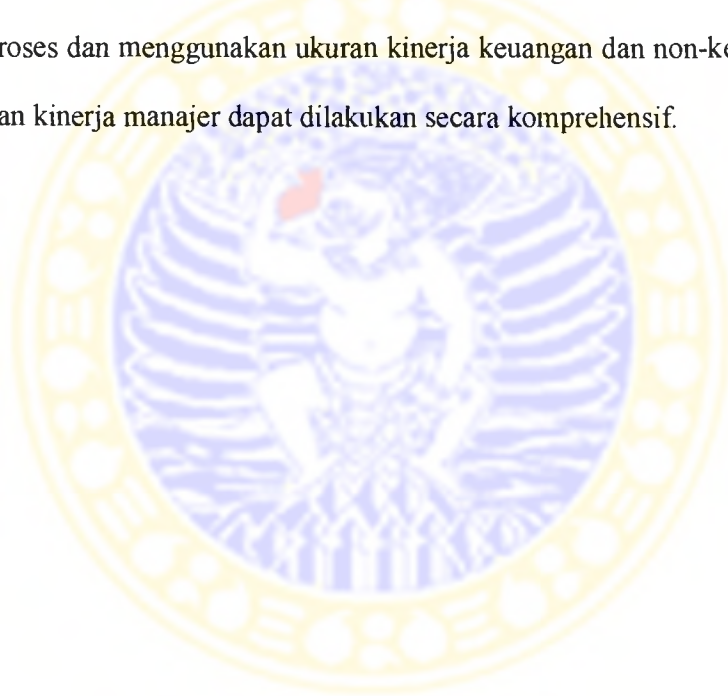 roses dan menggunakan ukuran kinerja keuangan dan non-ke
an kinerja manajer dapat dilakukan secara komprehensif.